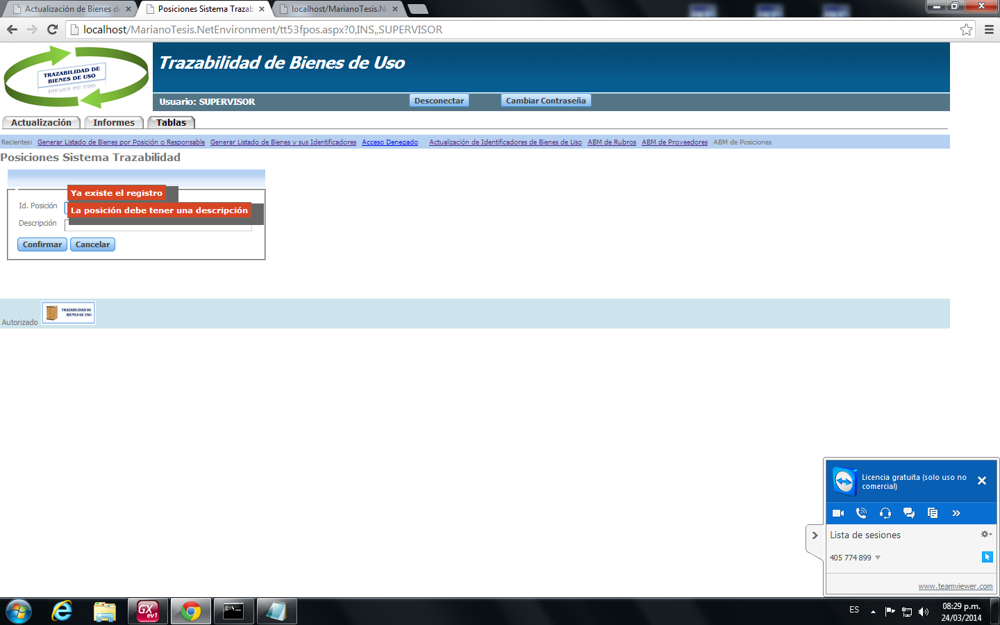 Actualización de Bienes de
Posiciones Sistema Trazab
localhost/MarianoTesis.Ne
localhost/MarianoTesis.NetEnvironment/tt53fpos.aspx?0,INS,,SUPERVISOR
TRAZABILIDAD DE
BIENES DE USO
Trazabilidad de Bienes de Uso
Usuario: SUPERVISOR
Desconectar
Cambiar Contraseña
Actualización
Informes
Tablas
Recientes: Generar Listado de Bienes por Posición o Responsable Generar Listado de Bienes y sus Identificadores Acceso Denegado Actualización de Identificadores de Bienes de Uso ABM de Rubros ABM de Proveedores ABM de Posiciones
Posiciones Sistema Trazabilidad
Ya existe el registro
Id. Posición
La posición debe tener una descripción
Descripción
Confirmar
Cancelar
Autorizado
TRAZABILIDAD DE
BIENES DE USO
Licencia gratuita (solo uso no
comercial)
Lista de sesiones
405 774 899
www.teamviewer.com
GX
ev1
C:\.
ES
08:29 p.m.
24/03/2014